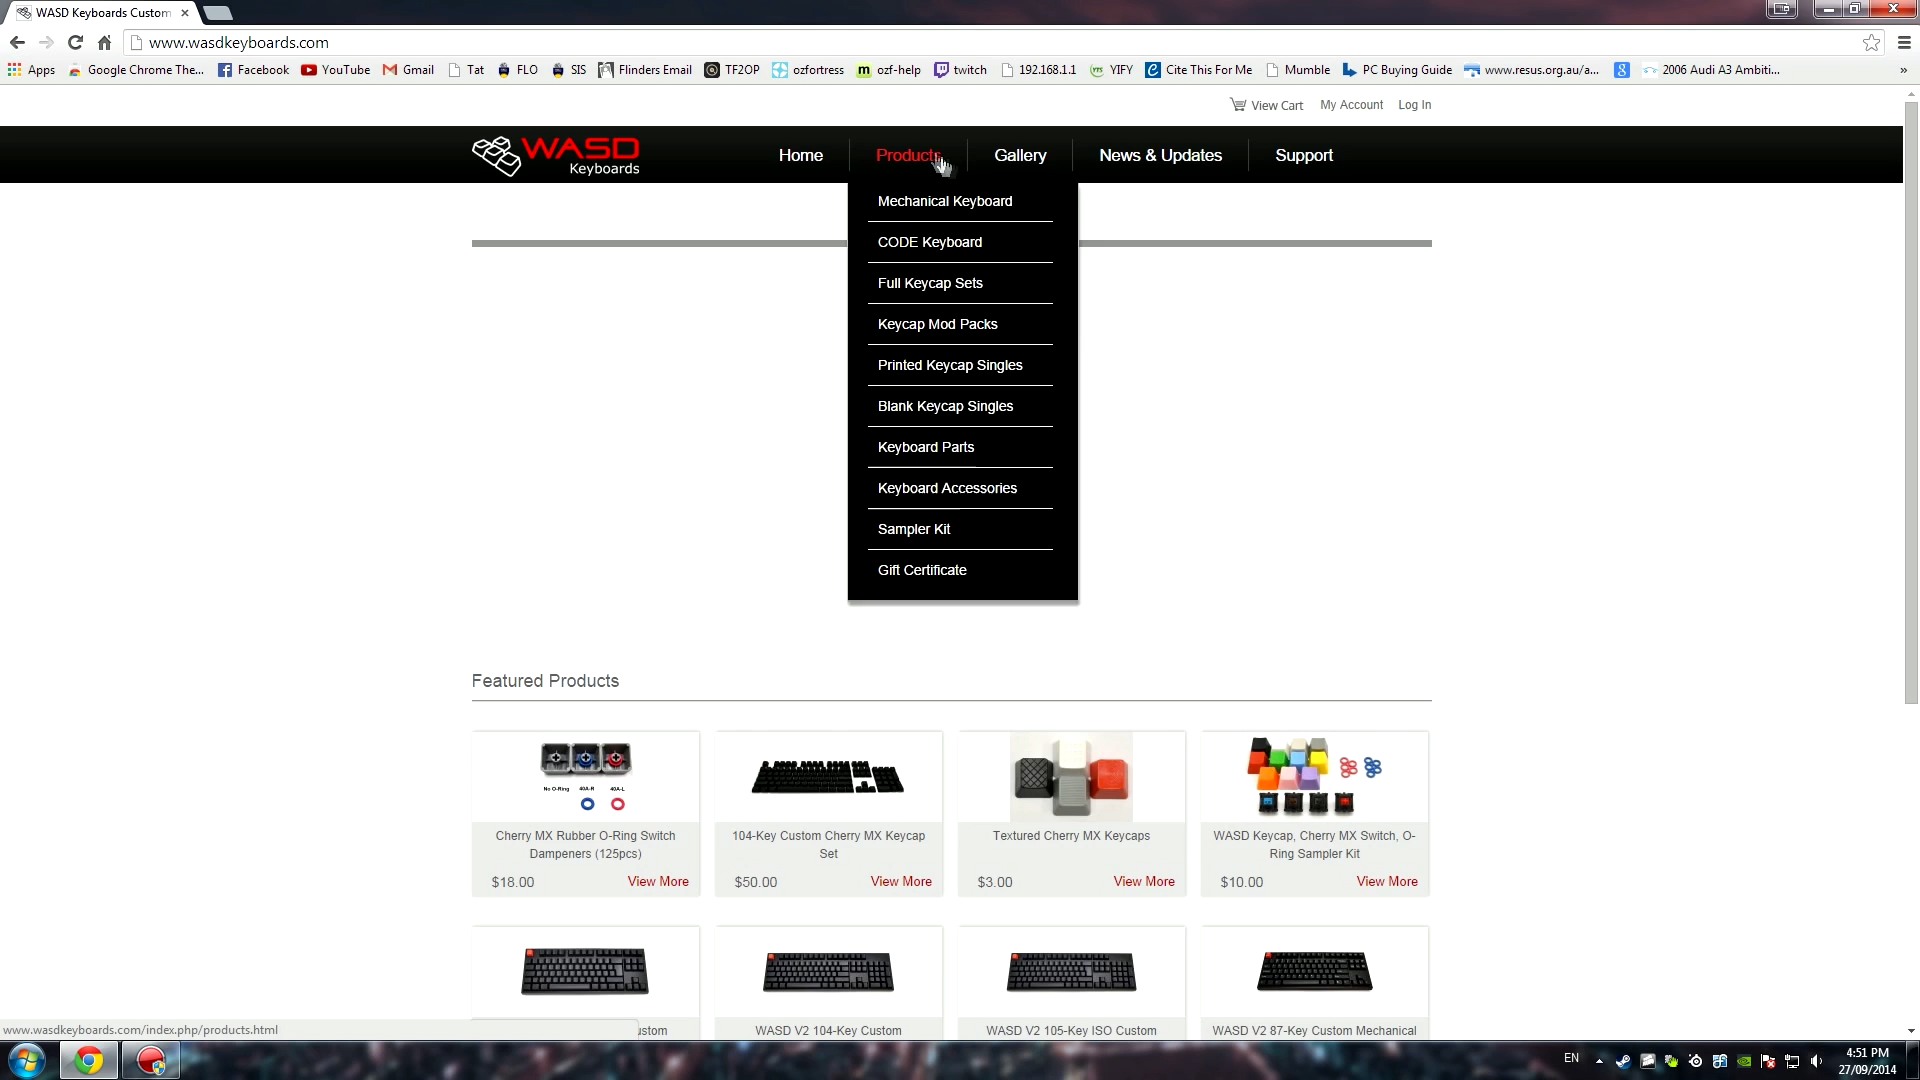 WASD Keyboards Custom
www.wasdkeyboards.com
Apps Google Chrome The... Facebook YouTube Gmail Tat FLO SIS Flinders Email TF2OP ozfortress ozf-help twitch 192.168.1.1 YIFY Cite This For Me Mumble PC Buying Guide www.resus.org.au/a... 2006 Audi A3 Ambiti... »
View Cart My Account Log In
WASD
Keyboards
Home Products Gallery News & Updates Support
Mechanical Keyboard
CODE Keyboard
Full Keycap Sets
Keycap Mod Packs
Printed Keycap Singles
Blank Keycap Singles
Keyboard Parts
Keyboard Accessories
Sampler Kit
Gift Certificate
Featured Products
No O-Ring 40A-R 40A-L
Cherry MX Rubber O-Ring Switch
Dampeners (125pcs)
$18.00 View More
104-Key Custom Cherry MX Keycap
Set
$50.00 View More
Textured Cherry MX Keycaps
$3.00 View More
WASD Keycap, Cherry MX Switch, O-
Ring Sampler Kit
$10.00 View More
ustom
WASD V2 104-Key Custom
WASD V2 105-Key ISO Custom
WASD V2 87-Key Custom Mechanical
www.wasdkeyboards.com/index.php/products.html
EN
4:51 PM
27/09/2014